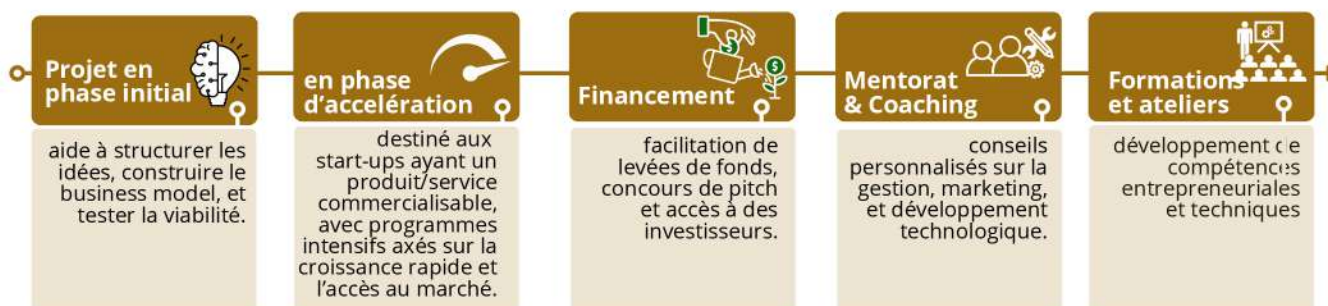 Projet en
phase initial
aide à structurer les
idées, construire le
business model, et
tester la viabilité.
en phase
d’accelération
destiné aux
start-ups ayant un
produit/service
commercialisable,
avec programmes
intensifs axés sur la
croissance rapide et
l’accès au marché.
Financement
facilitation de
levées de fonds,
concours de pitch
et accès à des
investisseurs.
Mentorat
& Coaching
conseils
personnalisés sur la
gestion, marketing,
et développement
technologique.
Formations
et ateliers
développement de
compétences
entrepreneuriales
et techniques